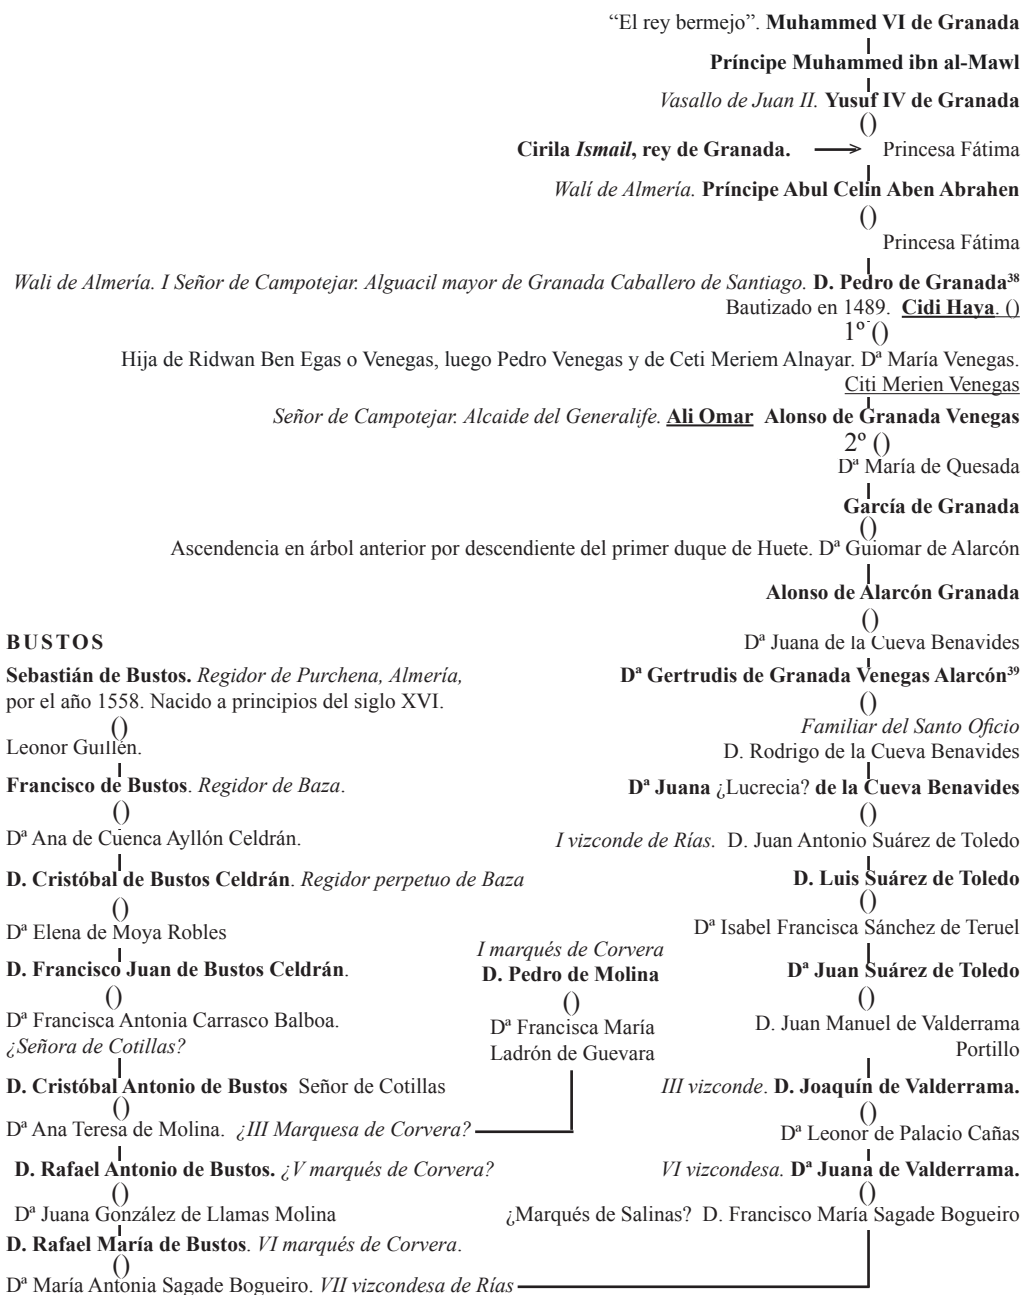 “El rey bermejo”. Muhammed VI de Granada
Príncipe Muhammed ibn al-Mawl
Vasallo de Juan II. Yusuf IV de Granada
()
Cirila Ismail, rey de Granada. → Princesa Fátima
Walí de Almería. Príncipe Abul Celin Aben Abrahen
()
Princesa Fátima
Wali de Almería. I Señor de Campotejar. Alguacil mayor de Granada Caballero de Santiago. D. Pedro de Granada³⁸
Bautizado en 1489. Cidi Haya. ()
1º ()
Hija de Ridwan Ben Egas o Venegas, luego Pedro Venegas y de Ceti Meriem Alnayar. Dª María Venegas.
Citi Merien Venegas
Señor de Campotejar. Alcaide del Generalife. Ali Omar Alonso de Granada Venegas
2º ()
Dª María de Quesada
García de Granada
()
Ascendencia en árbol anterior por descendiente del primer duque de Huete. Dª Guiomar de Alarcón
Alonso de Alarcón Granada
()
Dª Juana de la Cueva Benavides
Dª Gertrudis de Granada Venegas Alarcón³⁹
()
Familiar del Santo Oficio
D. Rodrigo de la Cueva Benavides
Dª Juana ¿Lucrecia? de la Cueva Benavides
()
I vizconde de Rías. D. Juan Antonio Suárez de Toledo
D. Luis Suárez de Toledo
()
Dª Isabel Francisca Sánchez de Teruel
Dª Juan Suárez de Toledo
()
D. Juan Manuel de Valderrama
Portillo
III vizconde. D. Joaquín de Valderrama.
()
Dª Leonor de Palacio Cañas
VI vizcondesa. Dª Juana de Valderrama.
()
¿Marqués de Salinas? D. Francisco María Sagade Bogueiro
BUSTOS
Sebastián de Bustos. Regidor de Purchena, Almería,
por el año 1558. Nacido a principios del siglo XVI.
()
Leonor Guillén.
Francisco de Bustos. Regidor de Baza.
()
Dª Ana de Cuenca Ayllón Celdrán.
D. Cristóbal de Bustos Celdrán. Regidor perpetuo de Baza
()
Dª Elena de Moya Robles
D. Francisco Juan de Bustos Celdrán.
()
Dª Francisca Antonia Carrasco Balboa.
¿Señora de Cotillas?
D. Cristóbal Antonio de Bustos Señor de Cotillas
()
Dª Ana Teresa de Molina. ¿III Marquesa de Corvera?
D. Rafael Antonio de Bustos. ¿V marqués de Corvera?
()
Dª Juana González de Llamas Molina
D. Rafael María de Bustos. VI marqués de Corvera.
()
Dª María Antonia Sagade Bogueiro. VII vizcondesa de Rías
I marqués de Corvera
D. Pedro de Molina
()
Dª Francisca María
Ladrón de Guevara